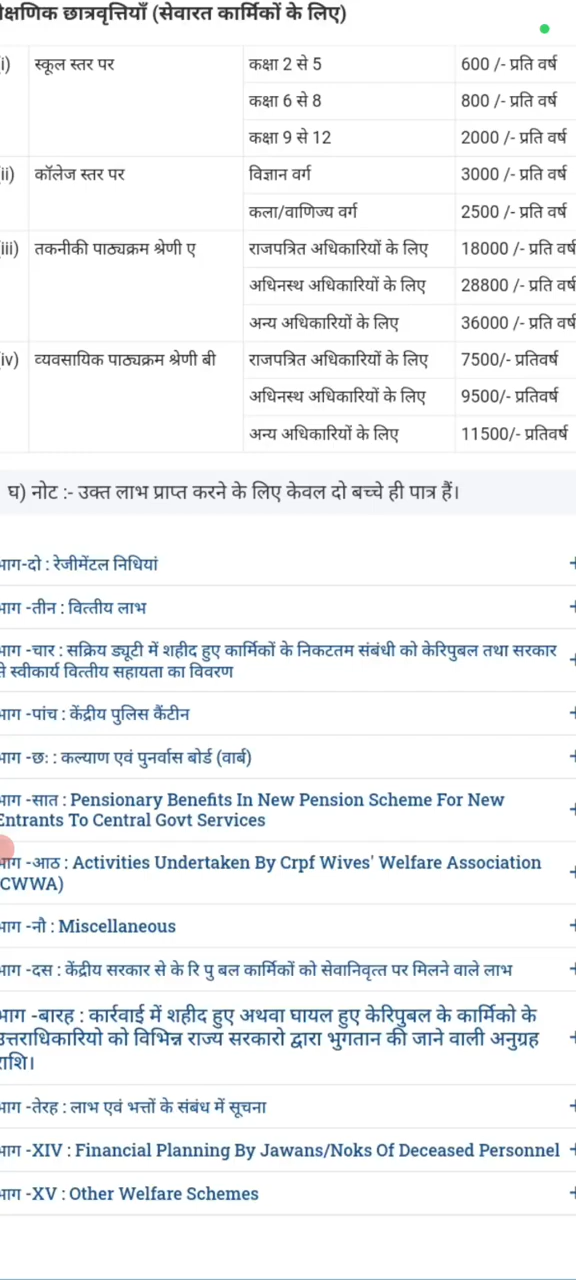 क्षणिक छात्रवृत्तियाँ (सेवारत कार्मिकों के लिए)
i) स्कूल स्तर पर कक्षा 2 से 5 600 /- प्रति वर्ष
कक्षा 6 से 8 800 /- प्रति वर्ष
कक्षा 9 से 12 2000 /- प्रति वर्ष
ii) कॉलेज स्तर पर विज्ञान वर्ग 3000 /- प्रति वर्ष
कला/वाणिज्य वर्ग 2500 /- प्रति वर्ष
iii) तकनीकी पाठ्यक्रम श्रेणी ए राजपत्रित अधिकारियों के लिए 18000 /- प्रति वर्ष
अधिनस्थ अधिकारियों के लिए 28800 /- प्रति वर्ष
अन्य अधिकारियों के लिए 36000 /- प्रति वर्ष
iv) व्यवसायिक पाठ्यक्रम श्रेणी बी राजपत्रित अधिकारियों के लिए 7500/- प्रतिवर्ष
अधिनस्थ अधिकारियों के लिए 9500/- प्रतिवर्ष
अन्य अधिकारियों के लिए 11500/- प्रतिवर्ष
घ) नोट :- उक्त लाभ प्राप्त करने के लिए केवल दो बच्चे ही पात्र हैं।
भाग-दो : रेजीमेंटल निधियां +
भाग -तीन : वित्तीय लाभ +
भाग -चार : सक्रिय ड्यूटी में शहीद हुए कार्मिकों के निकटतम संबंधी को केरिपुबल तथा सरकार +
से स्वीकार्य वित्तीय सहायता का विवरण
भाग -पांच : केंद्रीय पुलिस कैंटीन +
भाग -छः : कल्याण एवं पुनर्वास बोर्ड (वार्ब) +
भाग -सात : Pensionary Benefits In New Pension Scheme For New +
Entrants To Central Govt Services
भाग -आठ : Activities Undertaken By Crpf Wives' Welfare Association +
(CWWA)
भाग -नौ : Miscellaneous +
भाग -दस : केंद्रीय सरकार से के रि पु बल कार्मिकों को सेवानिवृत्त पर मिलने वाले लाभ +
भाग -बारह : कार्रवाई में शहीद हुए अथवा घायल हुए केरिपुबल के कार्मिको के
उत्तराधिकारियो को विभिन्न राज्य सरकारो द्वारा भुगतान की जाने वाली अनुग्रह +
राशि।
भाग -तेरह : लाभ एवं भत्तों के संबंध में सूचना +
भाग -XIV : Financial Planning By Jawans/Noks Of Deceased Personnel +
भाग -XV : Other Welfare Schemes +